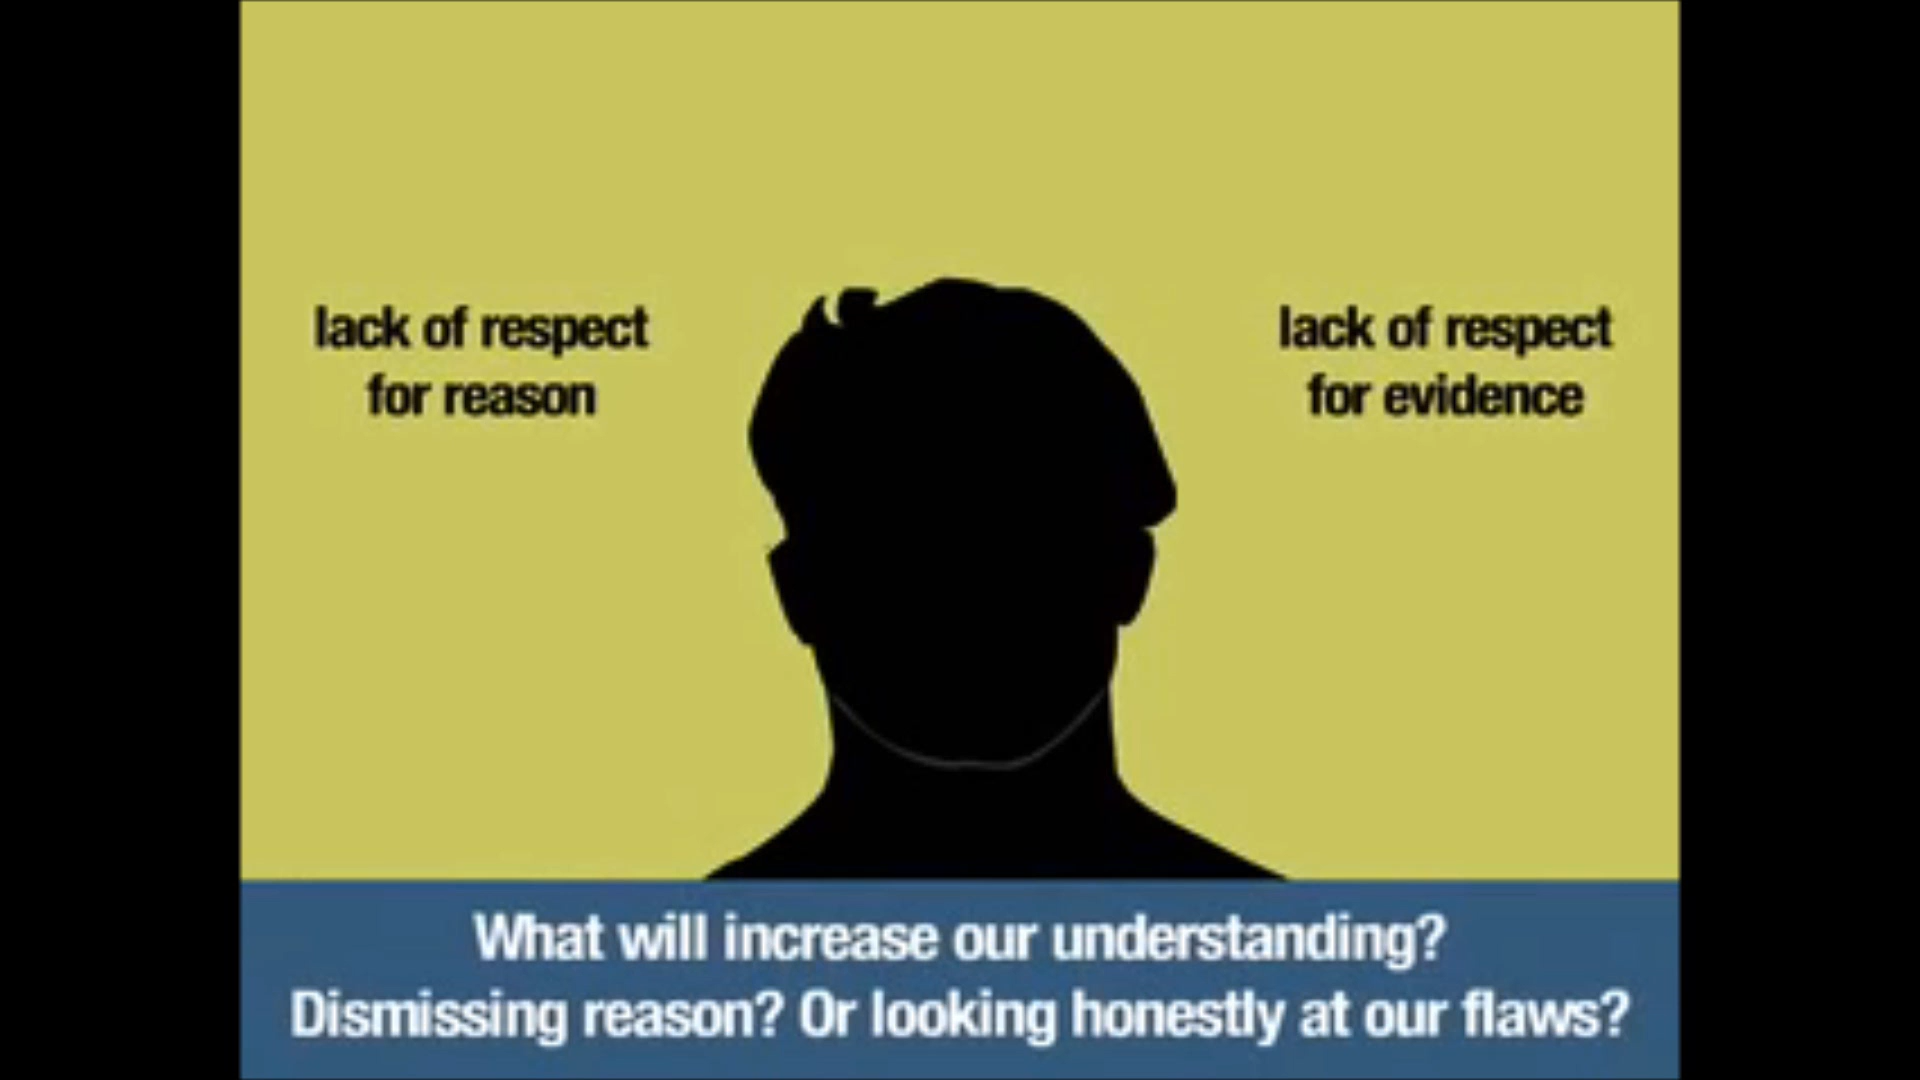 lack of respect
for reason
lack of respect
for evidence
What will increase our understanding?
Dismissing reason? Or looking honestly at our flaws?